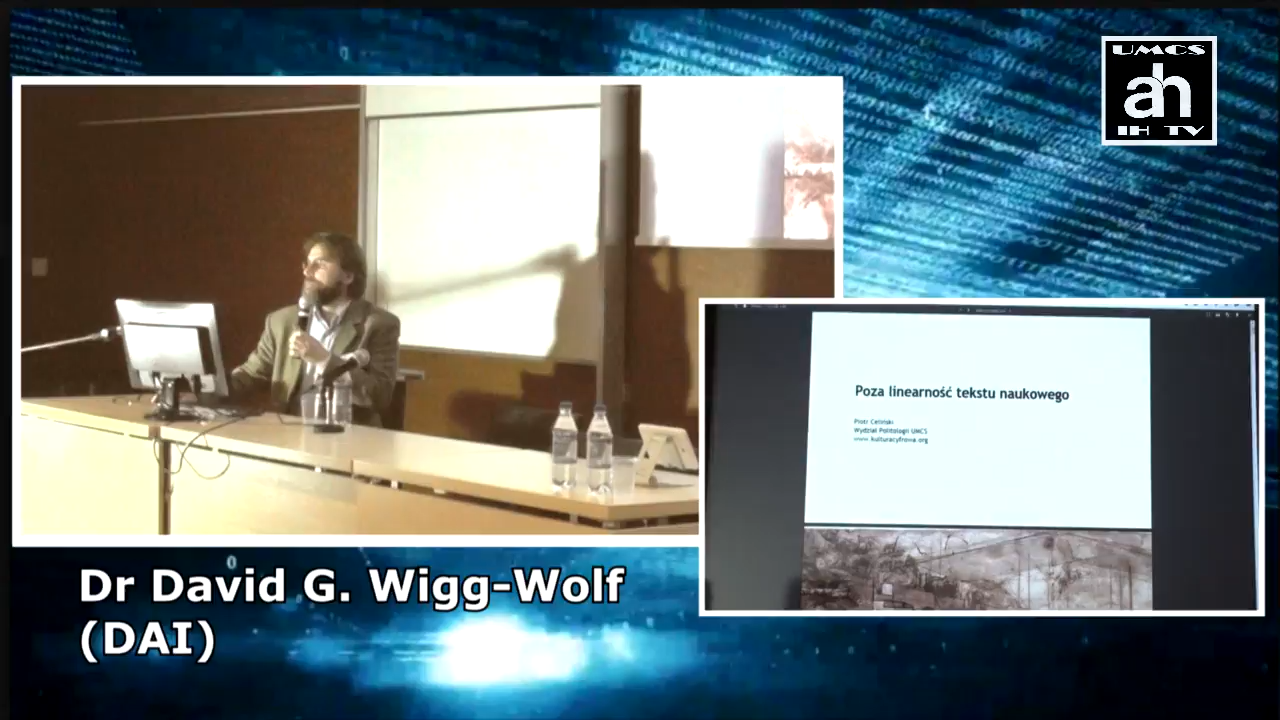 UMCS
ah
IH TV
Poza linearność tekstu naukowego
Piotr Celiński
Wydział Politologii UMCS
www.kulturacyfrowa.org
Dr David G. Wigg-Wolf
(DAI)